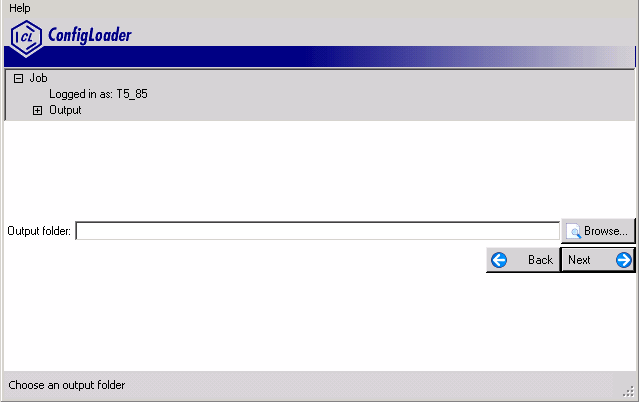 Help
CL ConfigLoader
Job
Logged in as: T5_85
Output
Output folder: Browse...
Back Next
Choose an output folder